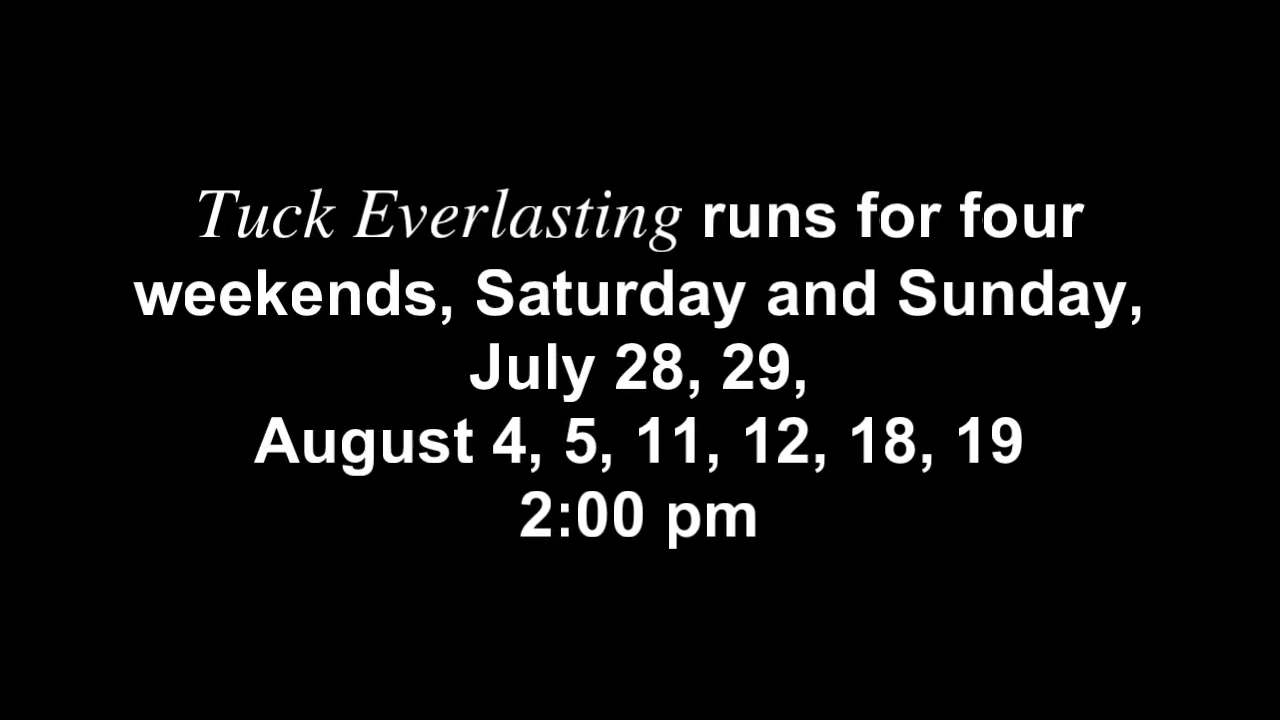 Tuck Everlasting runs for four
weekends, Saturday and Sunday,
July 28, 29,
August 4, 5, 11, 12, 18, 19
2:00 pm